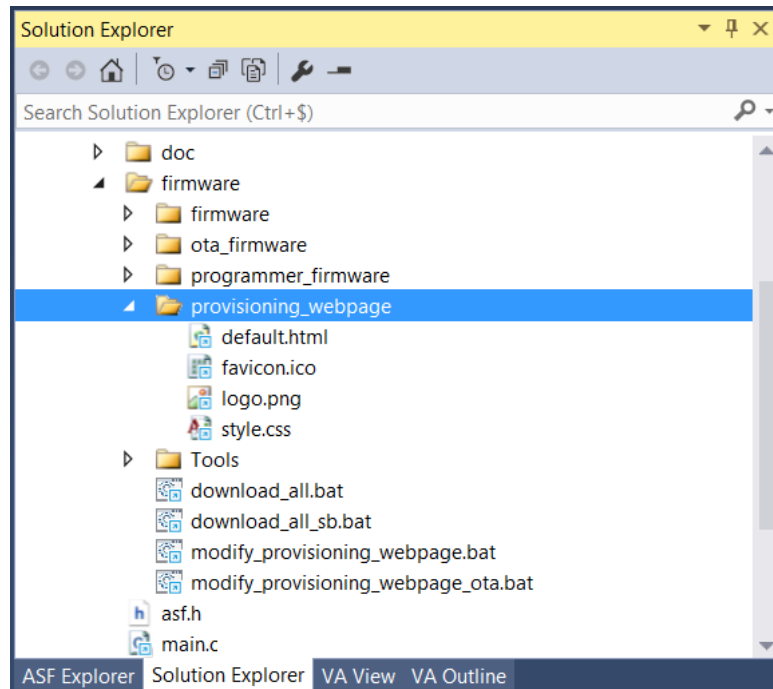 Solution Explorer
Search Solution Explorer (Ctrl+$)
doc
firmware
firmware
ota_firmware
programmer_firmware
provisioning_webpage
default.html
favicon.ico
logo.png
style.css
Tools
download_all.bat
download_all_sb.bat
modify_provisioning_webpage.bat
modify_provisioning_webpage_ota.bat
asf.h
main.c
ASF Explorer Solution Explorer VA View VA Outline